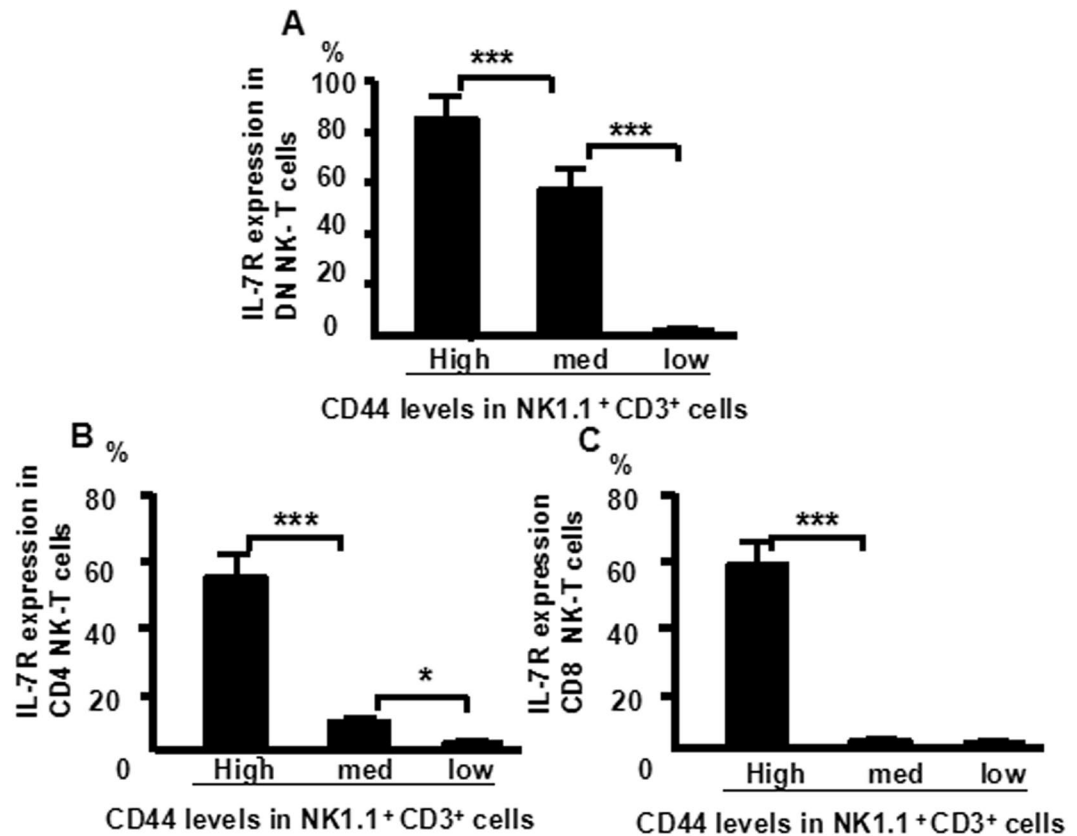 A
%
***
100
80
60
40
20
0
***
IL-7R expression in
DN NK- T cells
High med low
CD44 levels in NK1.1 + CD3+ cells
B
%
80
60
40
20
0
***
*
IL-7R expression in
CD4 NK-T cells
High med low
CD44 levels in NK1.1 + CD3+ cells
C
%
80
60
40
20
0
***
IL-7R expression
CD8 NK-T cells
High med low
CD44 levels in NK1.1 + CD3+ cells